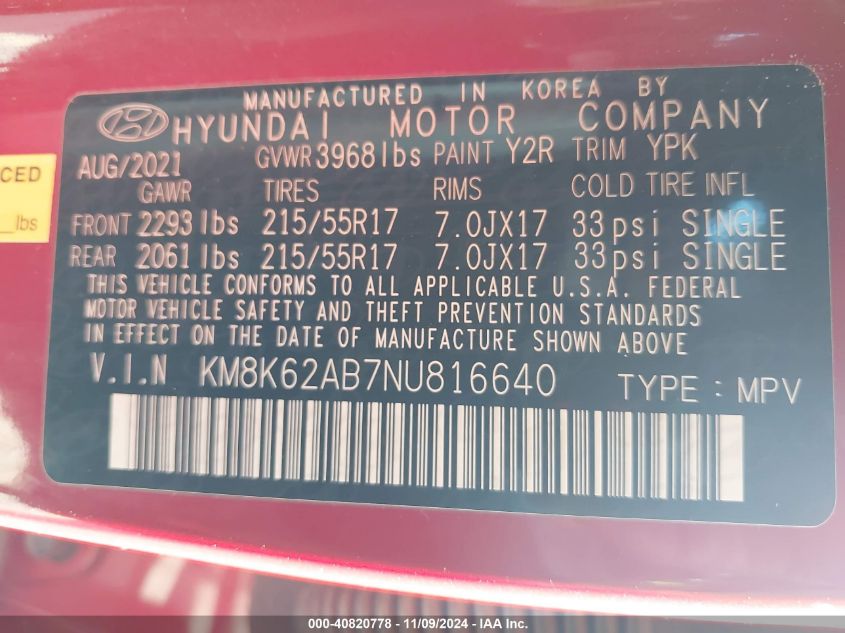 MANUFACTURED IN KOREA BY
HYUNDAI MOTOR COMPANY
AUG/2021 GVWR 3968lbs PAINT Y2R TRIM YPK
GAWR TIRES RIMS COLD TIRE INFL
FRONT 2293 lbs 215/55R17 7.0JX17 33psi SINGLE
REAR 2061 lbs 215/55R17 7.0JX17 33psi SINGLE
THIS VEHICLE CONFORMS TO ALL APPLICABLE U.S.A. FEDERAL
MOTOR VEHICLE SAFETY AND THEFT PREVENTION STANDARDS
IN EFFECT ON THE DATE OF MANUFACTURE SHOWN ABOVE
V.I.N KM8K62AB7NU816640 TYPE : MPV
CED
lbs
000-40820778 - 11/09/2024 - IAA Inc.